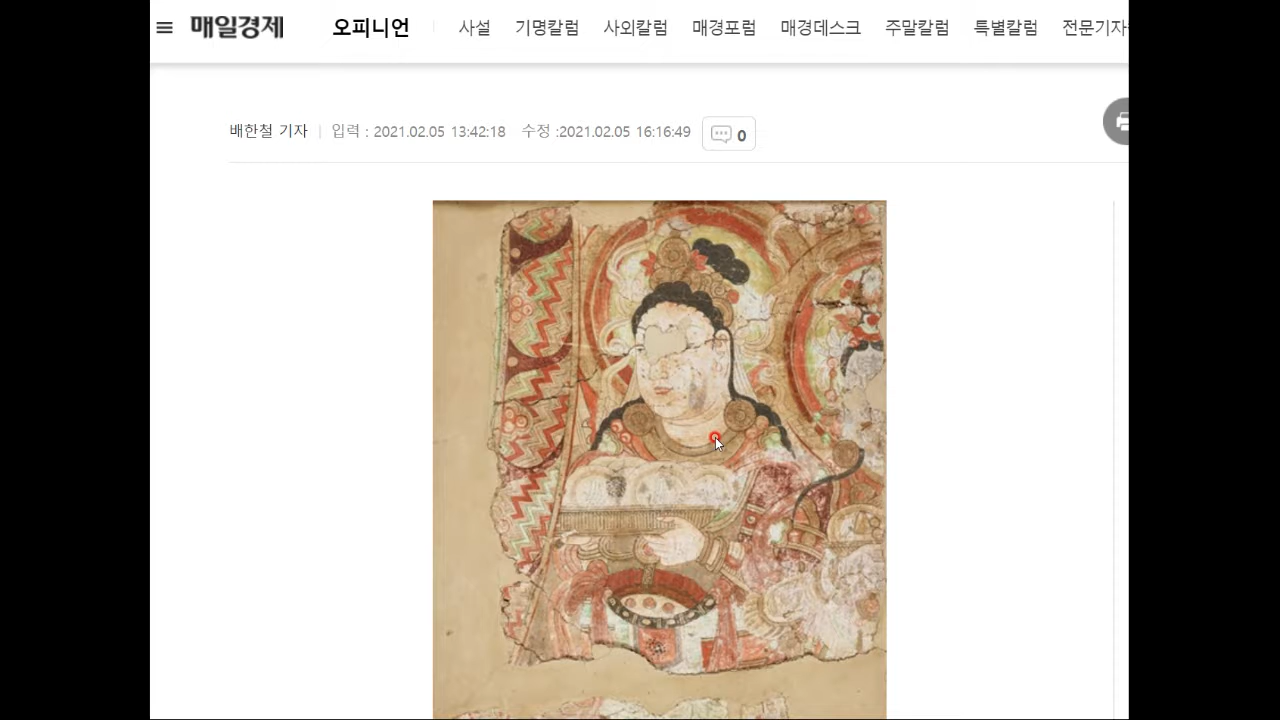 매일경제 오피니언 사설 기명칼럼 사외칼럼 매경포럼 매경데스크 주말칼럼 특별칼럼 전문기자
배한철 기자 입력 : 2021.02.05 13:42:18 수정 :2021.02.05 16:16:49 0